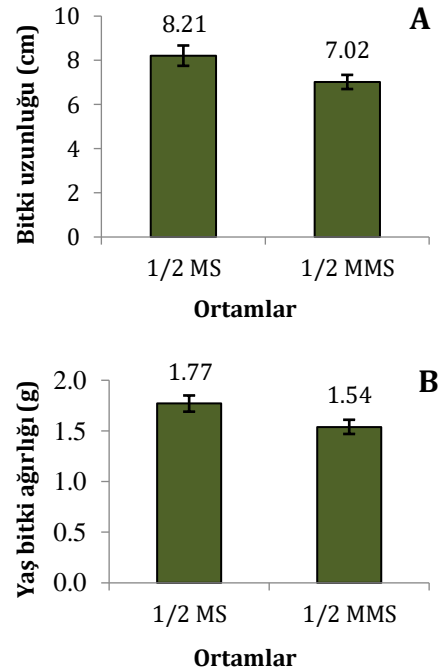 A
Bitki uzunluğu (cm)
10
8
6
4
2
0
8.21
7.02
1/2 MS
1/2 MMS
Ortamlar
B
Yaş bitki ağırlığı (g)
2.0
1.5
1.0
0.5
0.0
1.77
1.54
1/2 MS
1/2 MMS
Ortamlar